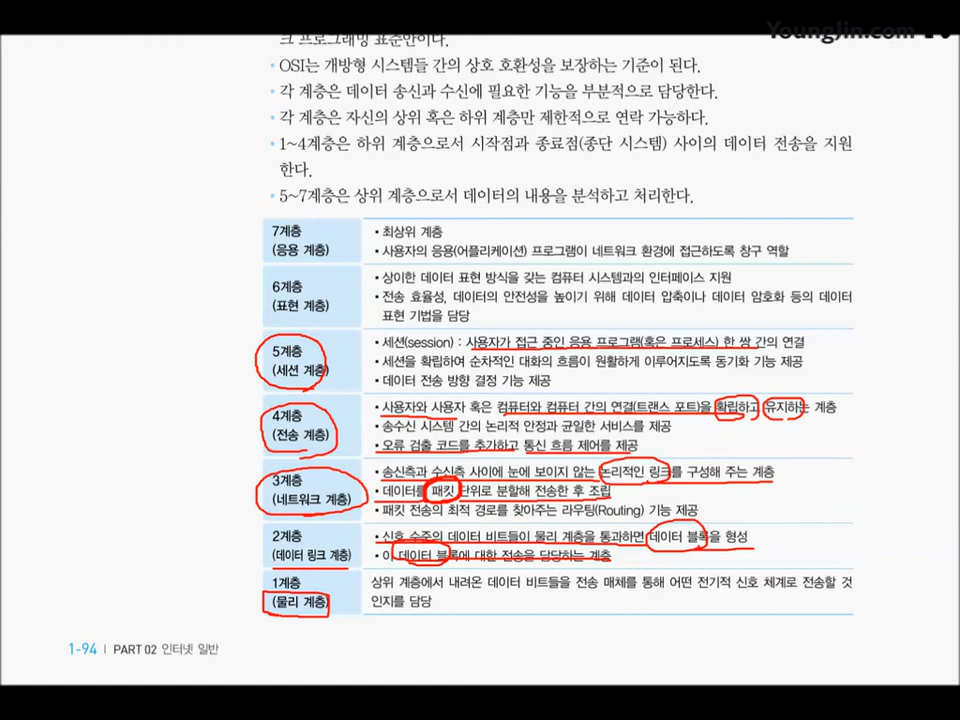 Youngjin.com
크 프로그래밍 표준안이다.
• OSI는 개방형 시스템들 간의 상호 호환성을 보장하는 기준이 된다.
• 각 계층은 데이터 송신과 수신에 필요한 기능을 부분적으로 담당한다.
• 각 계층은 자신의 상위 혹은 하위 계층만 제한적으로 연락 가능하다.
• 1~4계층은 하위 계층으로서 시작점과 종료점(종단 시스템) 사이의 데이터 전송을 지원
한다.
• 5~7계층은 상위 계층으로서 데이터의 내용을 분석하고 처리한다.
7계층
(응용 계층)
• 최상위 계층
• 사용자의 응용(어플리케이션) 프로그램이 네트워크 환경에 접근하도록 창구 역할
6계층
(표현 계층)
• 상이한 데이터 표현 방식을 갖는 컴퓨터 시스템과의 인터페이스 지원
• 전송 효율성, 데이터의 안전성을 높이기 위해 데이터 압축이나 데이터 암호화 등의 데이터
표현 기법을 담당
5계층
(세션 계층)
• 세션(session) : 사용자가 접근 중인 응용 프로그램(혹은 프로세스) 한 쌍 간의 연결
• 세션을 확립하여 순차적인 대화의 흐름이 원활하게 이루어지도록 동기화 기능 제공
• 데이터 전송 방향 결정 기능 제공
4계층
(전송 계층)
• 사용자와 사용자 혹은 컴퓨터와 컴퓨터 간의 연결(트랜스 포트)을 확립하고 유지하는 계층
• 송수신 시스템 간의 논리적 안정과 균일한 서비스를 제공
• 오류 검출 코드를 추가하고 통신 흐름 제어를 제공
3계층
(네트워크 계층)
• 송신측과 수신측 사이에 눈에 보이지 않는 논리적인 링크를 구성해 주는 계층
• 데이터를 패킷 단위로 분할해 전송한 후 조립
• 패킷 전송의 최적 경로를 찾아주는 라우팅(Routing) 기능 제공
2계층
(데이터 링크 계층)
• 신호 수준의 데이터 비트들이 물리 계층을 통과하면 데이터 블록을 형성
• 이 데이터 블록에 대한 전송을 담당하는 계층
1계층
(물리 계층)
상위 계층에서 내려온 데이터 비트들을 전송 매체를 통해 어떤 전기적 신호 체계로 전송할 것
인지를 담당
1-94 | PART 02 인터넷 일반